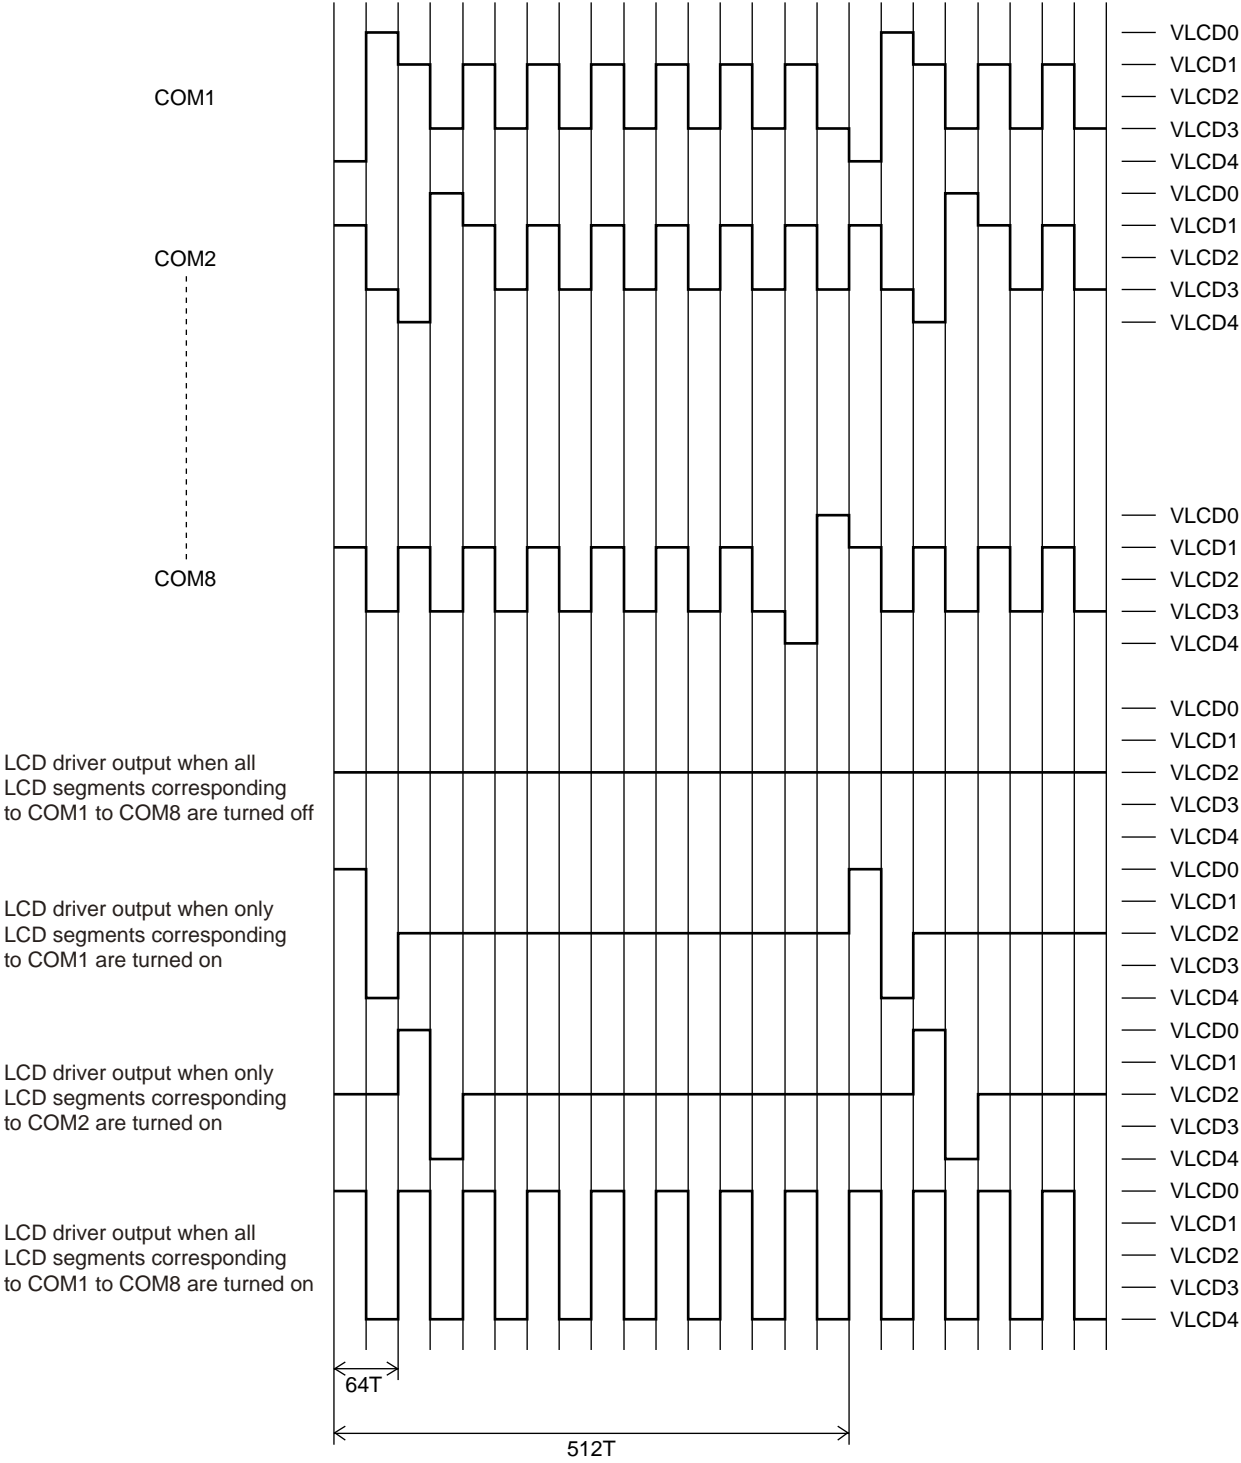 COM1
VLCD0
VLCD1
VLCD2
VLCD3
VLCD4
COM2
VLCD0
VLCD1
VLCD2
VLCD3
VLCD4
COM8
VLCD0
VLCD1
VLCD2
VLCD3
VLCD4
LCD driver output when all
LCD segments corresponding
to COM1 to COM8 are turned off
VLCD0
VLCD1
VLCD2
VLCD3
VLCD4
LCD driver output when only
LCD segments corresponding
to COM1 are turned on
VLCD0
VLCD1
VLCD2
VLCD3
VLCD4
LCD driver output when only
LCD segments corresponding
to COM2 are turned on
VLCD0
VLCD1
VLCD2
VLCD3
VLCD4
LCD driver output when all
LCD segments corresponding
to COM1 to COM8 are turned on
VLCD0
VLCD1
VLCD2
VLCD3
VLCD4
64T
512T